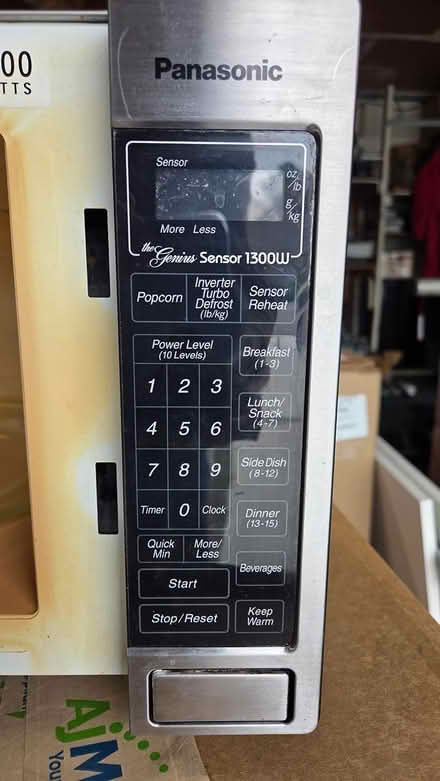 00
TTS
Panasonic
Sensor
oz/lb
g/kg
More Less
the Genius Sensor 1300W
Popcorn
Inverter
Turbo
Defrost
(lb/kg)
Sensor
Reheat
Power Level
(10 Levels)
Breakfast
(1-3)
1 2 3
Lunch/
Snack
(4-7)
4 5 6
Side Dish
(8-12)
7 8 9
Timer 0 Clock
Dinner
(13-15)
Quick
Min
More/
Less
Beverages
Start
Stop/Reset
Keep
Warm
AjM
You